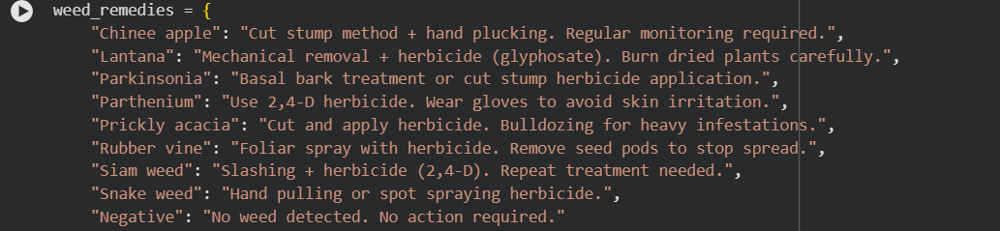 weed_remedies = {
"Chinee apple": "Cut stump method + hand plucking. Regular monitoring required.",
"Lantana": "Mechanical removal + herbicide (glyphosate). Burn dried plants carefully.",
"Parkinsonia": "Basal bark treatment or cut stump herbicide application.",
"Parthenium": "Use 2,4-D herbicide. Wear gloves to avoid skin irritation.",
"Prickly acacia": "Cut and apply herbicide. Bulldozing for heavy infestations.",
"Rubber vine": "Foliar spray with herbicide. Remove seed pods to stop spread.",
"Siam weed": "Slashing + herbicide (2,4-D). Repeat treatment needed.",
"Snake weed": "Hand pulling or spot spraying herbicide.",
"Negative": "No weed detected. No action required."